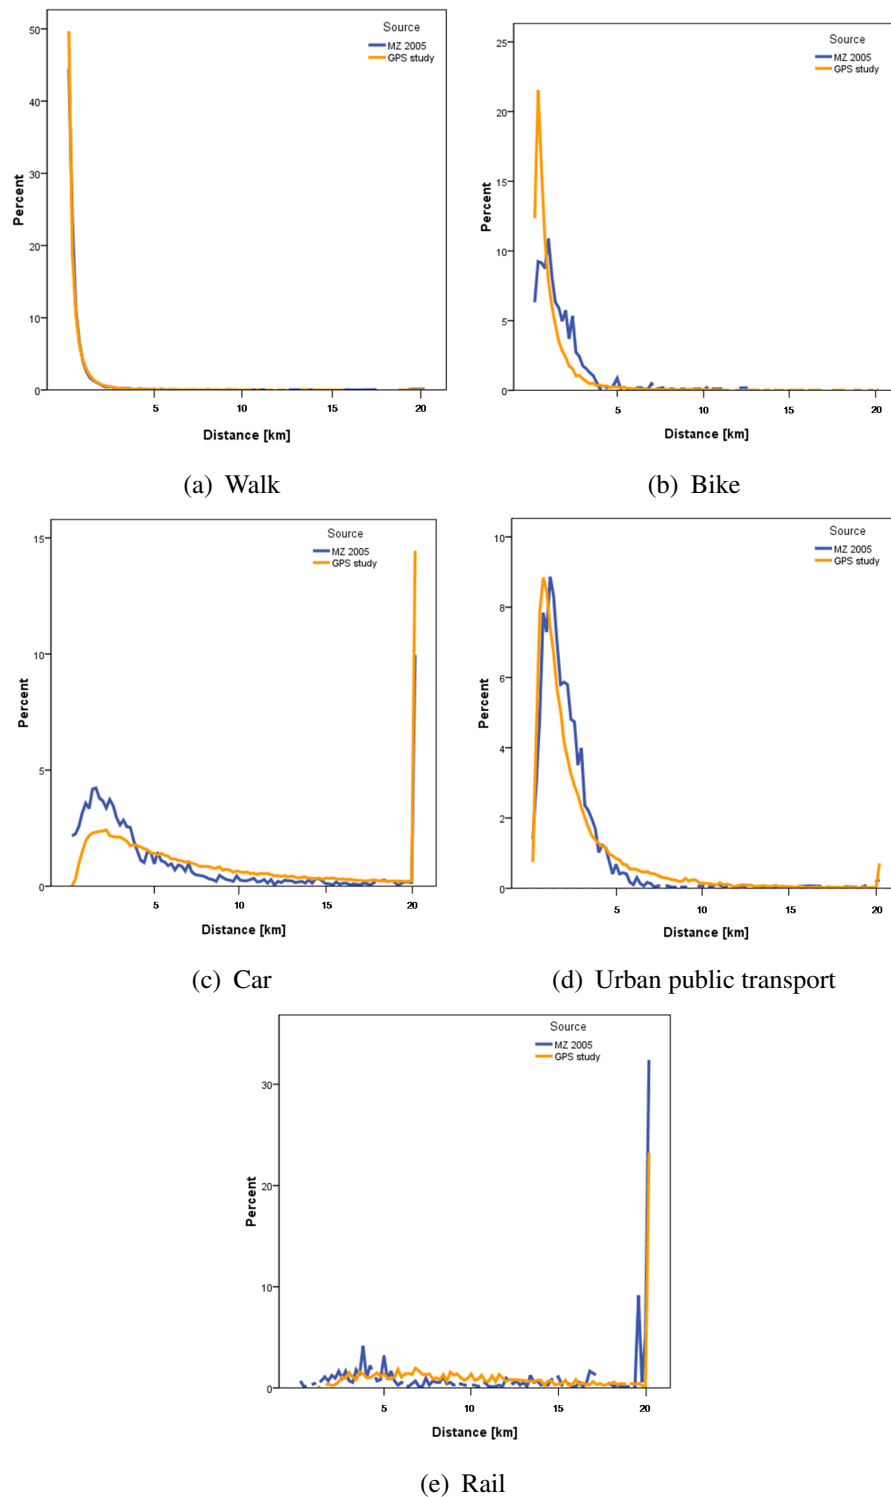 Source
MZ 2005
GPS study
50
40
30
20
10
0
Percent
5 10 15 20
Distance [km]
(a) Walk
Source
MZ 2005
GPS study
25
20
15
10
5
0
Percent
5 10 15 20
Distance [km]
(b) Bike
Source
MZ 2005
GPS study
15
10
5
0
Percent
5 10 15 20
Distance [km]
(c) Car
Source
MZ 2005
GPS study
10
8
6
4
2
0
Percent
5 10 15 20
Distance [km]
(d) Urban public transport
Source
MZ 2005
GPS study
30
20
10
0
Percent
5 10 15 20
Distance [km]
(e) Rail